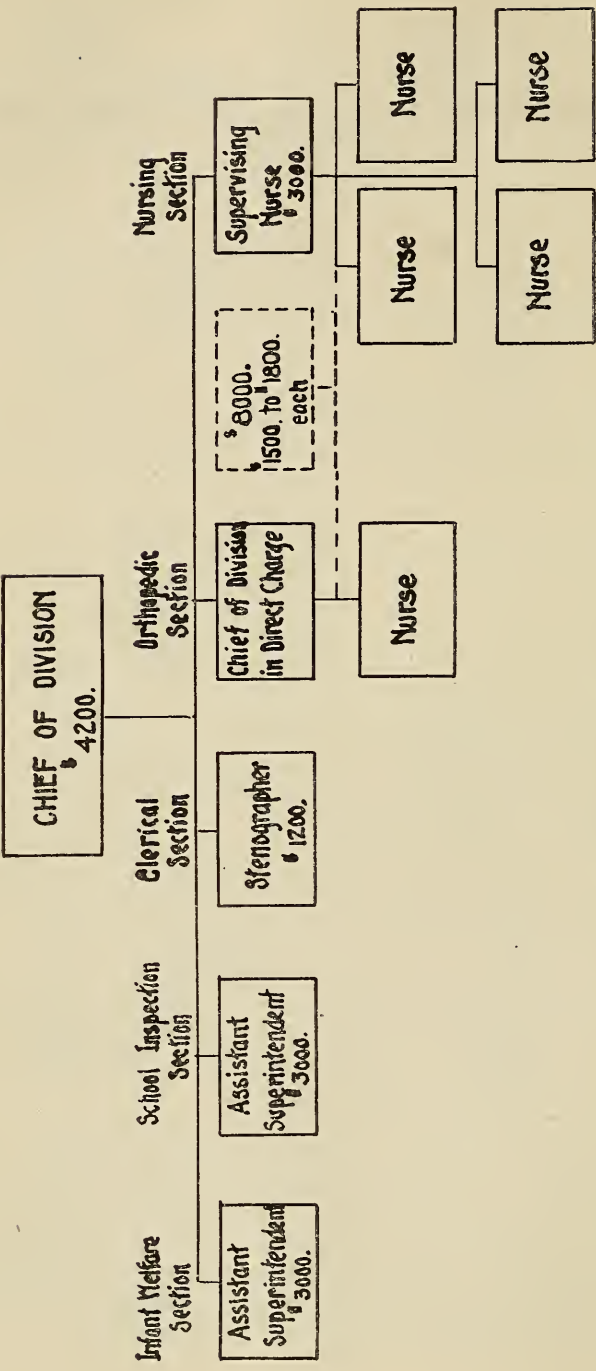 CHIEF OF DIVISION
$ 4200.
Infant Welfare
Section
School Inspection
Section
Clerical
Section
Orthopedic
Section
Nursing
Section
Assistant
Superintendent
$ 3000.
Assistant
Superintendent
$ 3000.
Stenographer
$ 1200.
Chief of Division
in Direct Charge
$ 8000.
$ 1500. to $ 1800.
each
Supervising
Nurse
$ 3000.
Nurse
Nurse
Nurse
Nurse
Nurse